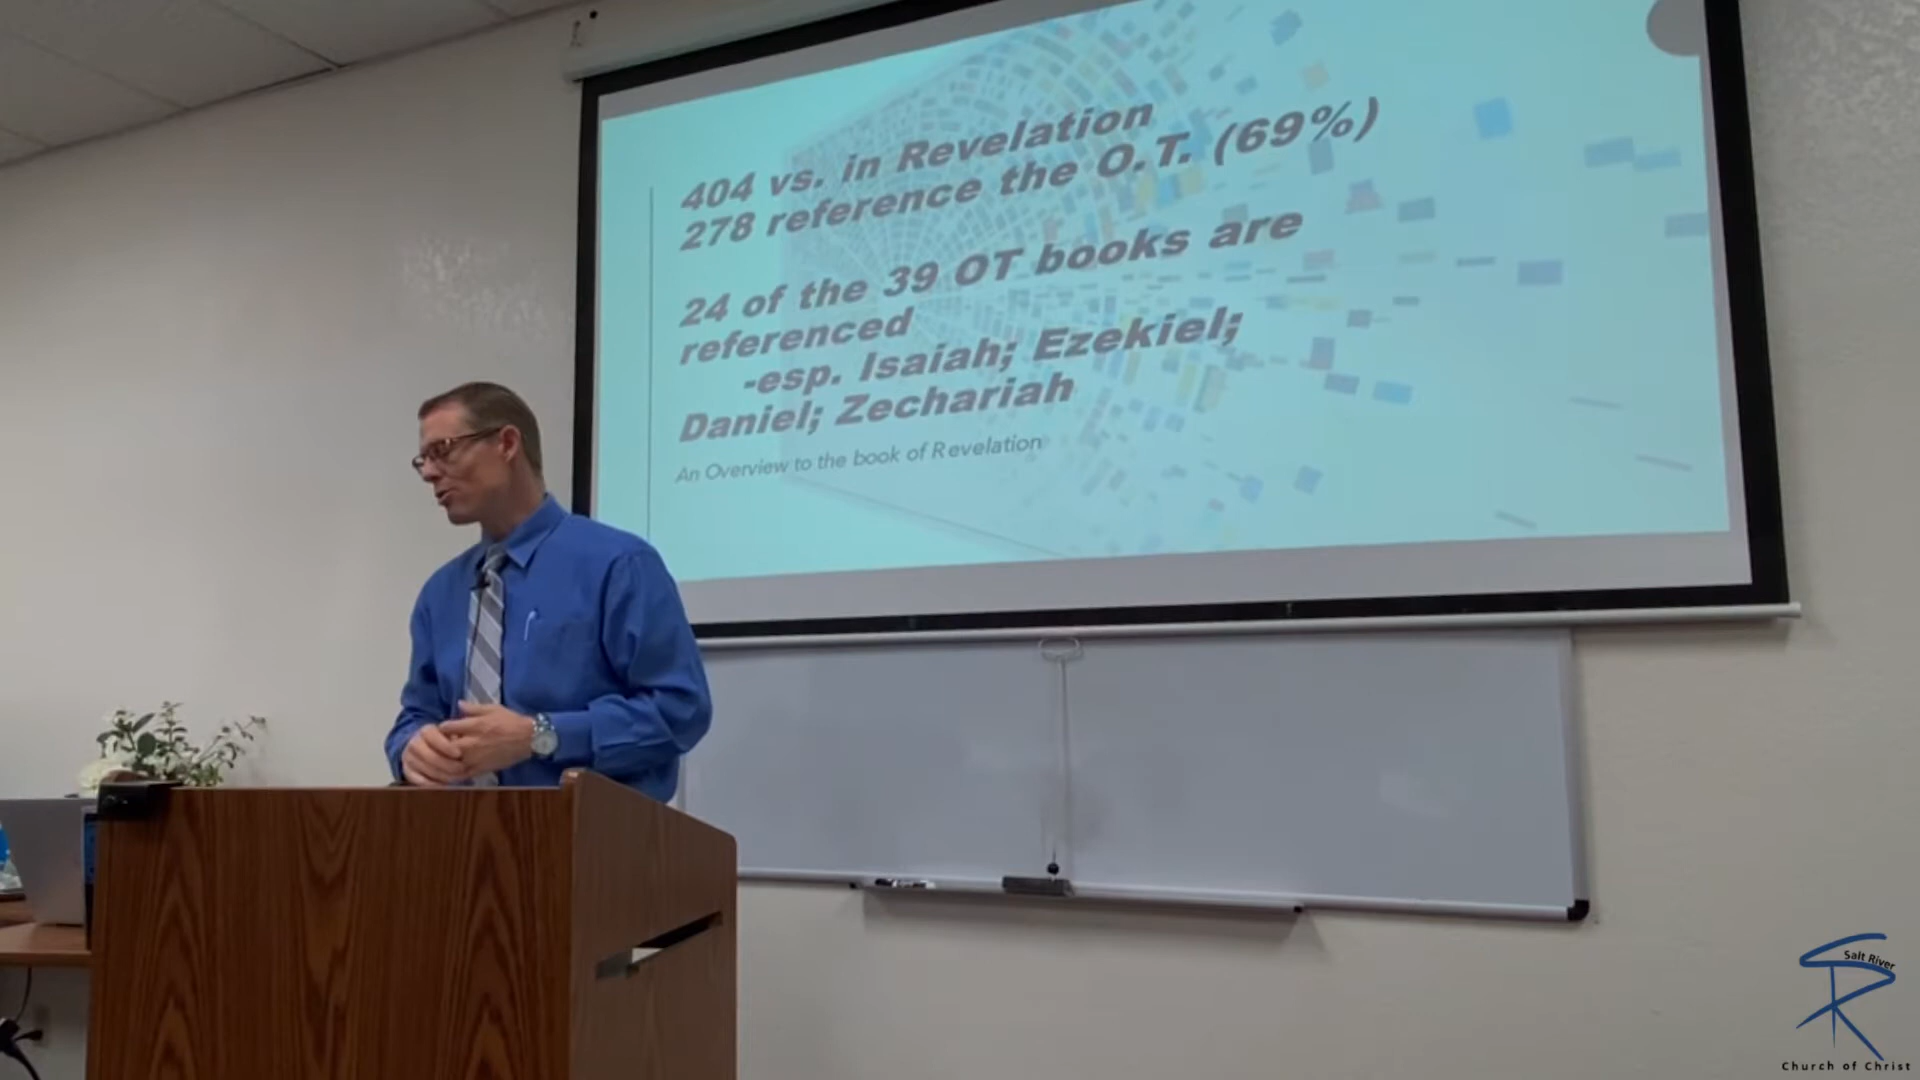 404 vs. in Revelation
278 reference the O.T. (69%)
24 of the 39 OT books are
referenced
-esp. Isaiah; Ezekiel;
Daniel; Zechariah
An Overview to the book of Revelation
Salt River
Church of Christ